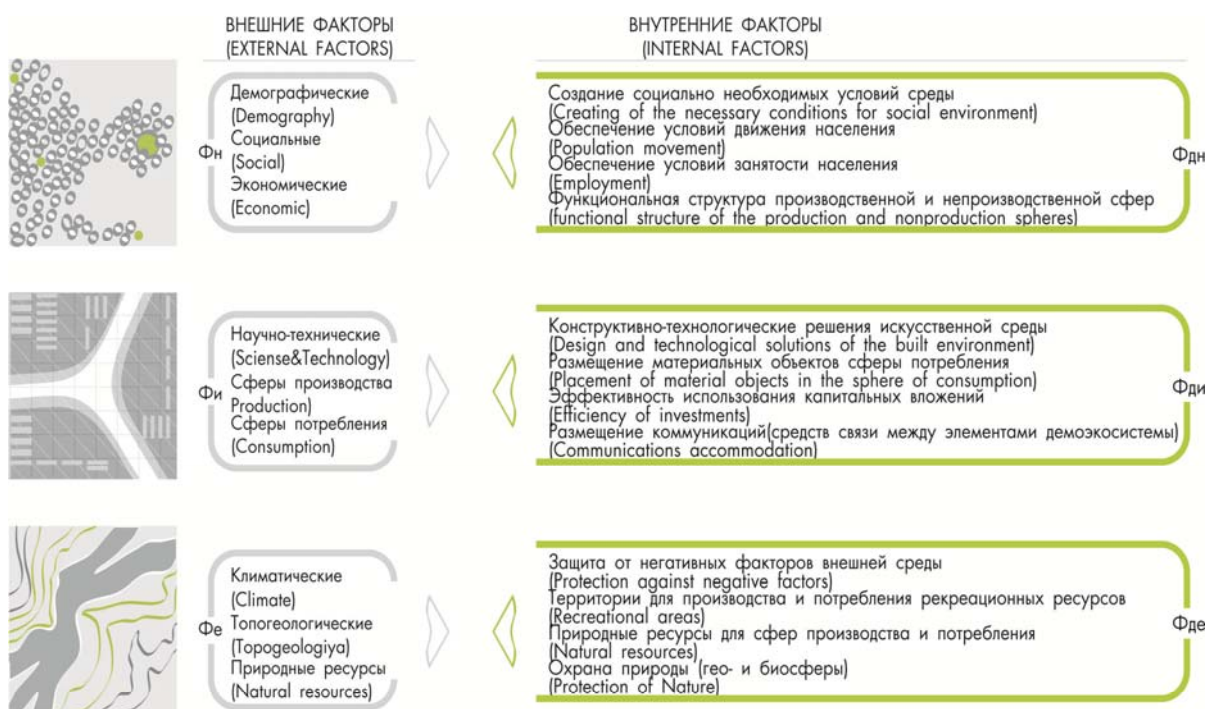 ВНЕШНИЕ ФАКТОРЫ
(EXTERNAL FACTORS)
ВНУТРЕННИЕ ФАКТОРЫ
(INTERNAL FACTORS)
Фн
Демографические
(Demography)
Социальные
(Social)
Экономические
(Economic)
Создание социально необходимых условий среды
(Creating of the necessary conditions for social environment)
Обеспечение условий движения населения
(Population movement)
Обеспечение условий занятости населения
(Employment)
Функциональная структура производственной и непроизводственной сфер
(functional structure of the production and nonproduction spheres)
Фдн
Фи
Научно-технические
(Sciense&Technology)
Сферы производства
Production)
Сферы потребления
(Consumption)
Конструктивно-технологические решения искусственной среды
(Design and technological solutions of the built environment)
Размещение материальных объектов сферы потребления
(Placement of material objects in the sphere of consumption)
Эффективность использования капитальных вложений
(Efficiency of investments)
Размещение коммуникаций(средств связи между элементами демоэкосистемы)
(Communications accommodation)
Фди
Фе
Климатические
(Climate)
Топогеологические
(Topogeologiya)
Природные ресурсы
(Natural resources)
Защита от негативных факторов внешней среды
(Protection against negative factors)
Территории для производства и потребления рекреационных ресурсов
(Recreational areas)
Природные ресурсы для сфер производства и потребления
(Natural resources)
Охрана природы (гео- и биосферы)
(Protection of Nature)
Фде